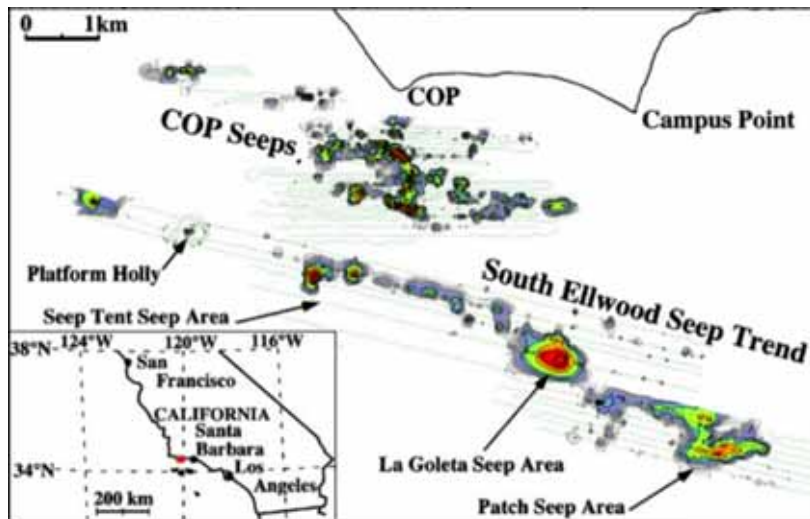 1km
COP
Campus Point
COP Seeps
Platform Holly
Seep Tent Seep Area
South Ellwood Seep Trend
La Goleta Seep Area
Patch Seep Area
124°W
120°W
116°W
38°N
San
Francisco
CALIFORNIA
Santa
Barbara
Los
Angeles
34°N
200 km
0